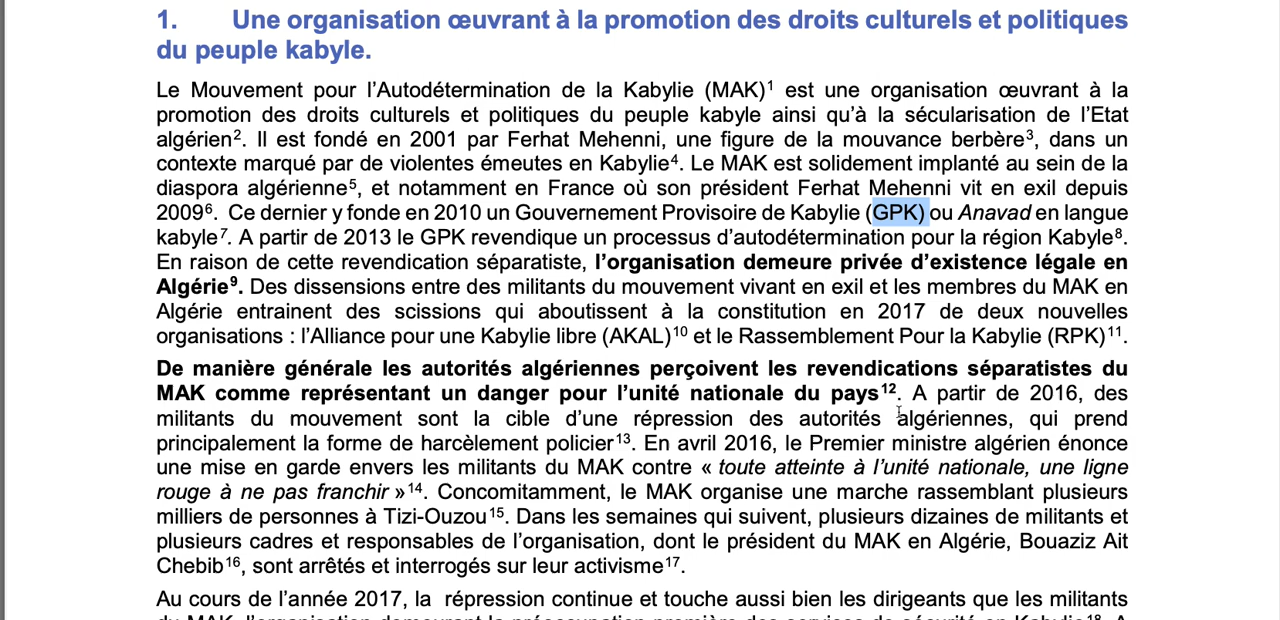 1. Une organisation œuvrant à la promotion des droits culturels et politiques
du peuple kabyle.
Le Mouvement pour l’Autodétermination de la Kabylie (MAK)¹ est une organisation œuvrant à la
promotion des droits culturels et politiques du peuple kabyle ainsi qu’à la sécularisation de l’Etat
algérien². Il est fondé en 2001 par Ferhat Mehenni, une figure de la mouvance berbère³, dans un
contexte marqué par de violentes émeutes en Kabylie⁴. Le MAK est solidement implanté au sein de la
diaspora algérienne⁵, et notamment en France où son président Ferhat Mehenni vit en exil depuis
2009⁶. Ce dernier y fonde en 2010 un Gouvernement Provisoire de Kabylie (GPK) ou Anavad en langue
kabyle⁷. A partir de 2013 le GPK revendique un processus d’autodétermination pour la région Kabyle⁸.
En raison de cette revendication séparatiste, l’organisation demeure privée d’existence légale en
Algérie⁹. Des dissensions entre des militants du mouvement vivant en exil et les membres du MAK en
Algérie entrainent des scissions qui aboutissent à la constitution en 2017 de deux nouvelles
organisations : l’Alliance pour une Kabylie libre (AKAL)¹⁰ et le Rassemblement Pour la Kabylie (RPK)¹¹.
De manière générale les autorités algériennes perçoivent les revendications séparatistes du
MAK comme représentant un danger pour l’unité nationale du pays¹². A partir de 2016, des
militants du mouvement sont la cible d’une répression des autorités algériennes, qui prend
principalement la forme de harcèlement policier¹³. En avril 2016, le Premier ministre algérien énonce
une mise en garde envers les militants du MAK contre « toute atteinte à l’unité nationale, une ligne
rouge à ne pas franchir »¹⁴. Concomitamment, le MAK organise une marche rassemblant plusieurs
milliers de personnes à Tizi-Ouzou¹⁵. Dans les semaines qui suivent, plusieurs dizaines de militants et
plusieurs cadres et responsables de l’organisation, dont le président du MAK en Algérie, Bouaziz Ait
Chebib¹⁶, sont arrêtés et interrogés sur leur activisme¹⁷.
Au cours de l’année 2017, la répression continue et touche aussi bien les dirigeants que les militants
du MAK, l’organisation demeurant la préoccupation première des services de sécurité en Kabylie¹⁸. A